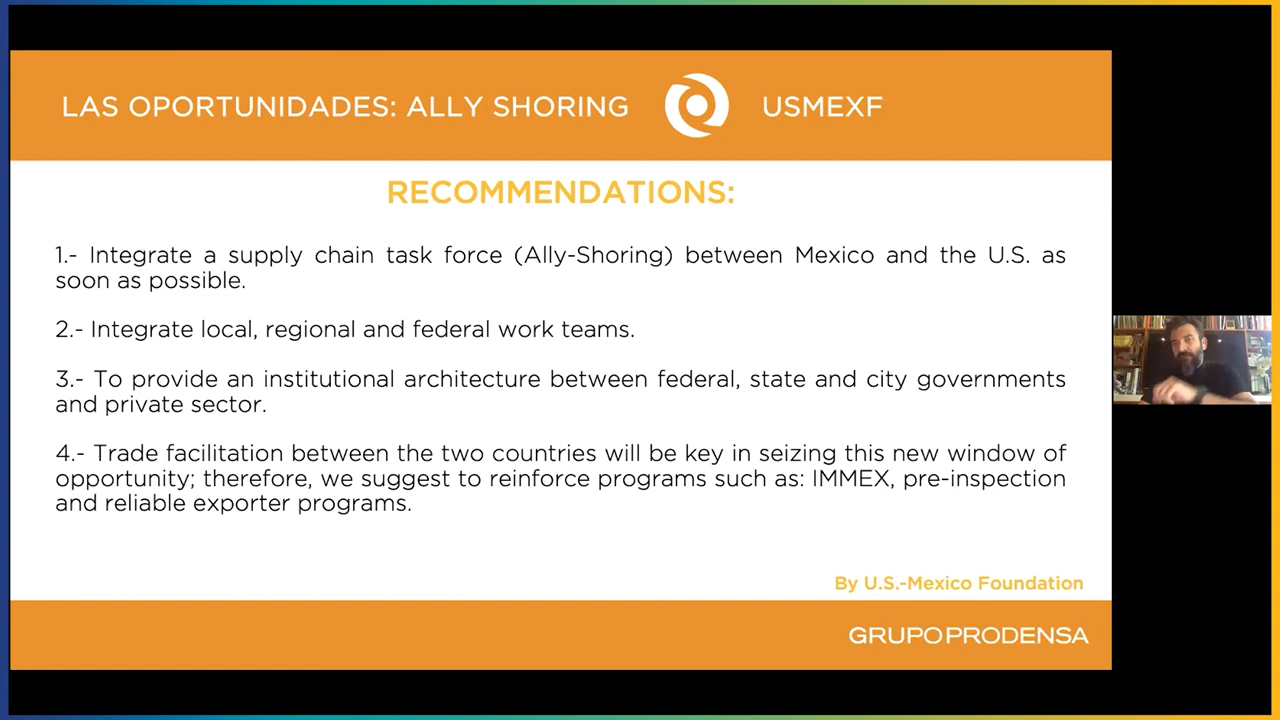 LAS OPORTUNIDADES: ALLY SHORING USMEXF
RECOMMENDATIONS:
1.- Integrate a supply chain task force (Ally-Shoring) between Mexico and the U.S. as
soon as possible.
2.- Integrate local, regional and federal work teams.
3.- To provide an institutional architecture between federal, state and city governments
and private sector.
4.- Trade facilitation between the two countries will be key in seizing this new window of
opportunity; therefore, we suggest to reinforce programs such as: IMMEX, pre-inspection
and reliable exporter programs.
By U.S.-Mexico Foundation
GRUPOPRODENSA